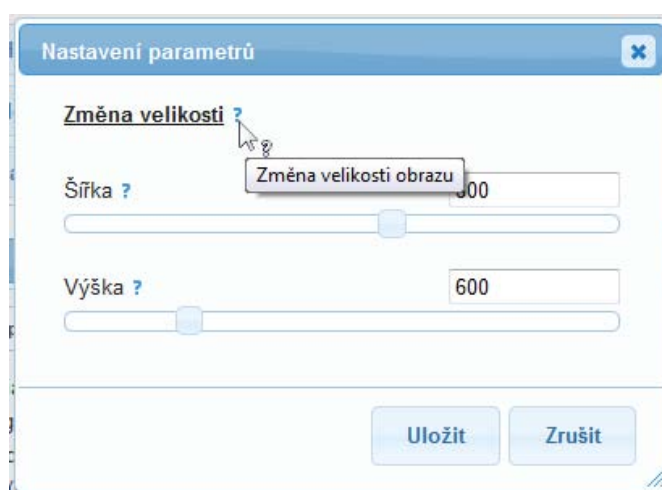 Nastavení parametrů
Změna velikosti ?
Změna velikosti obrazu
Šířka ?
Výška ? 600
Uložit Zrušit